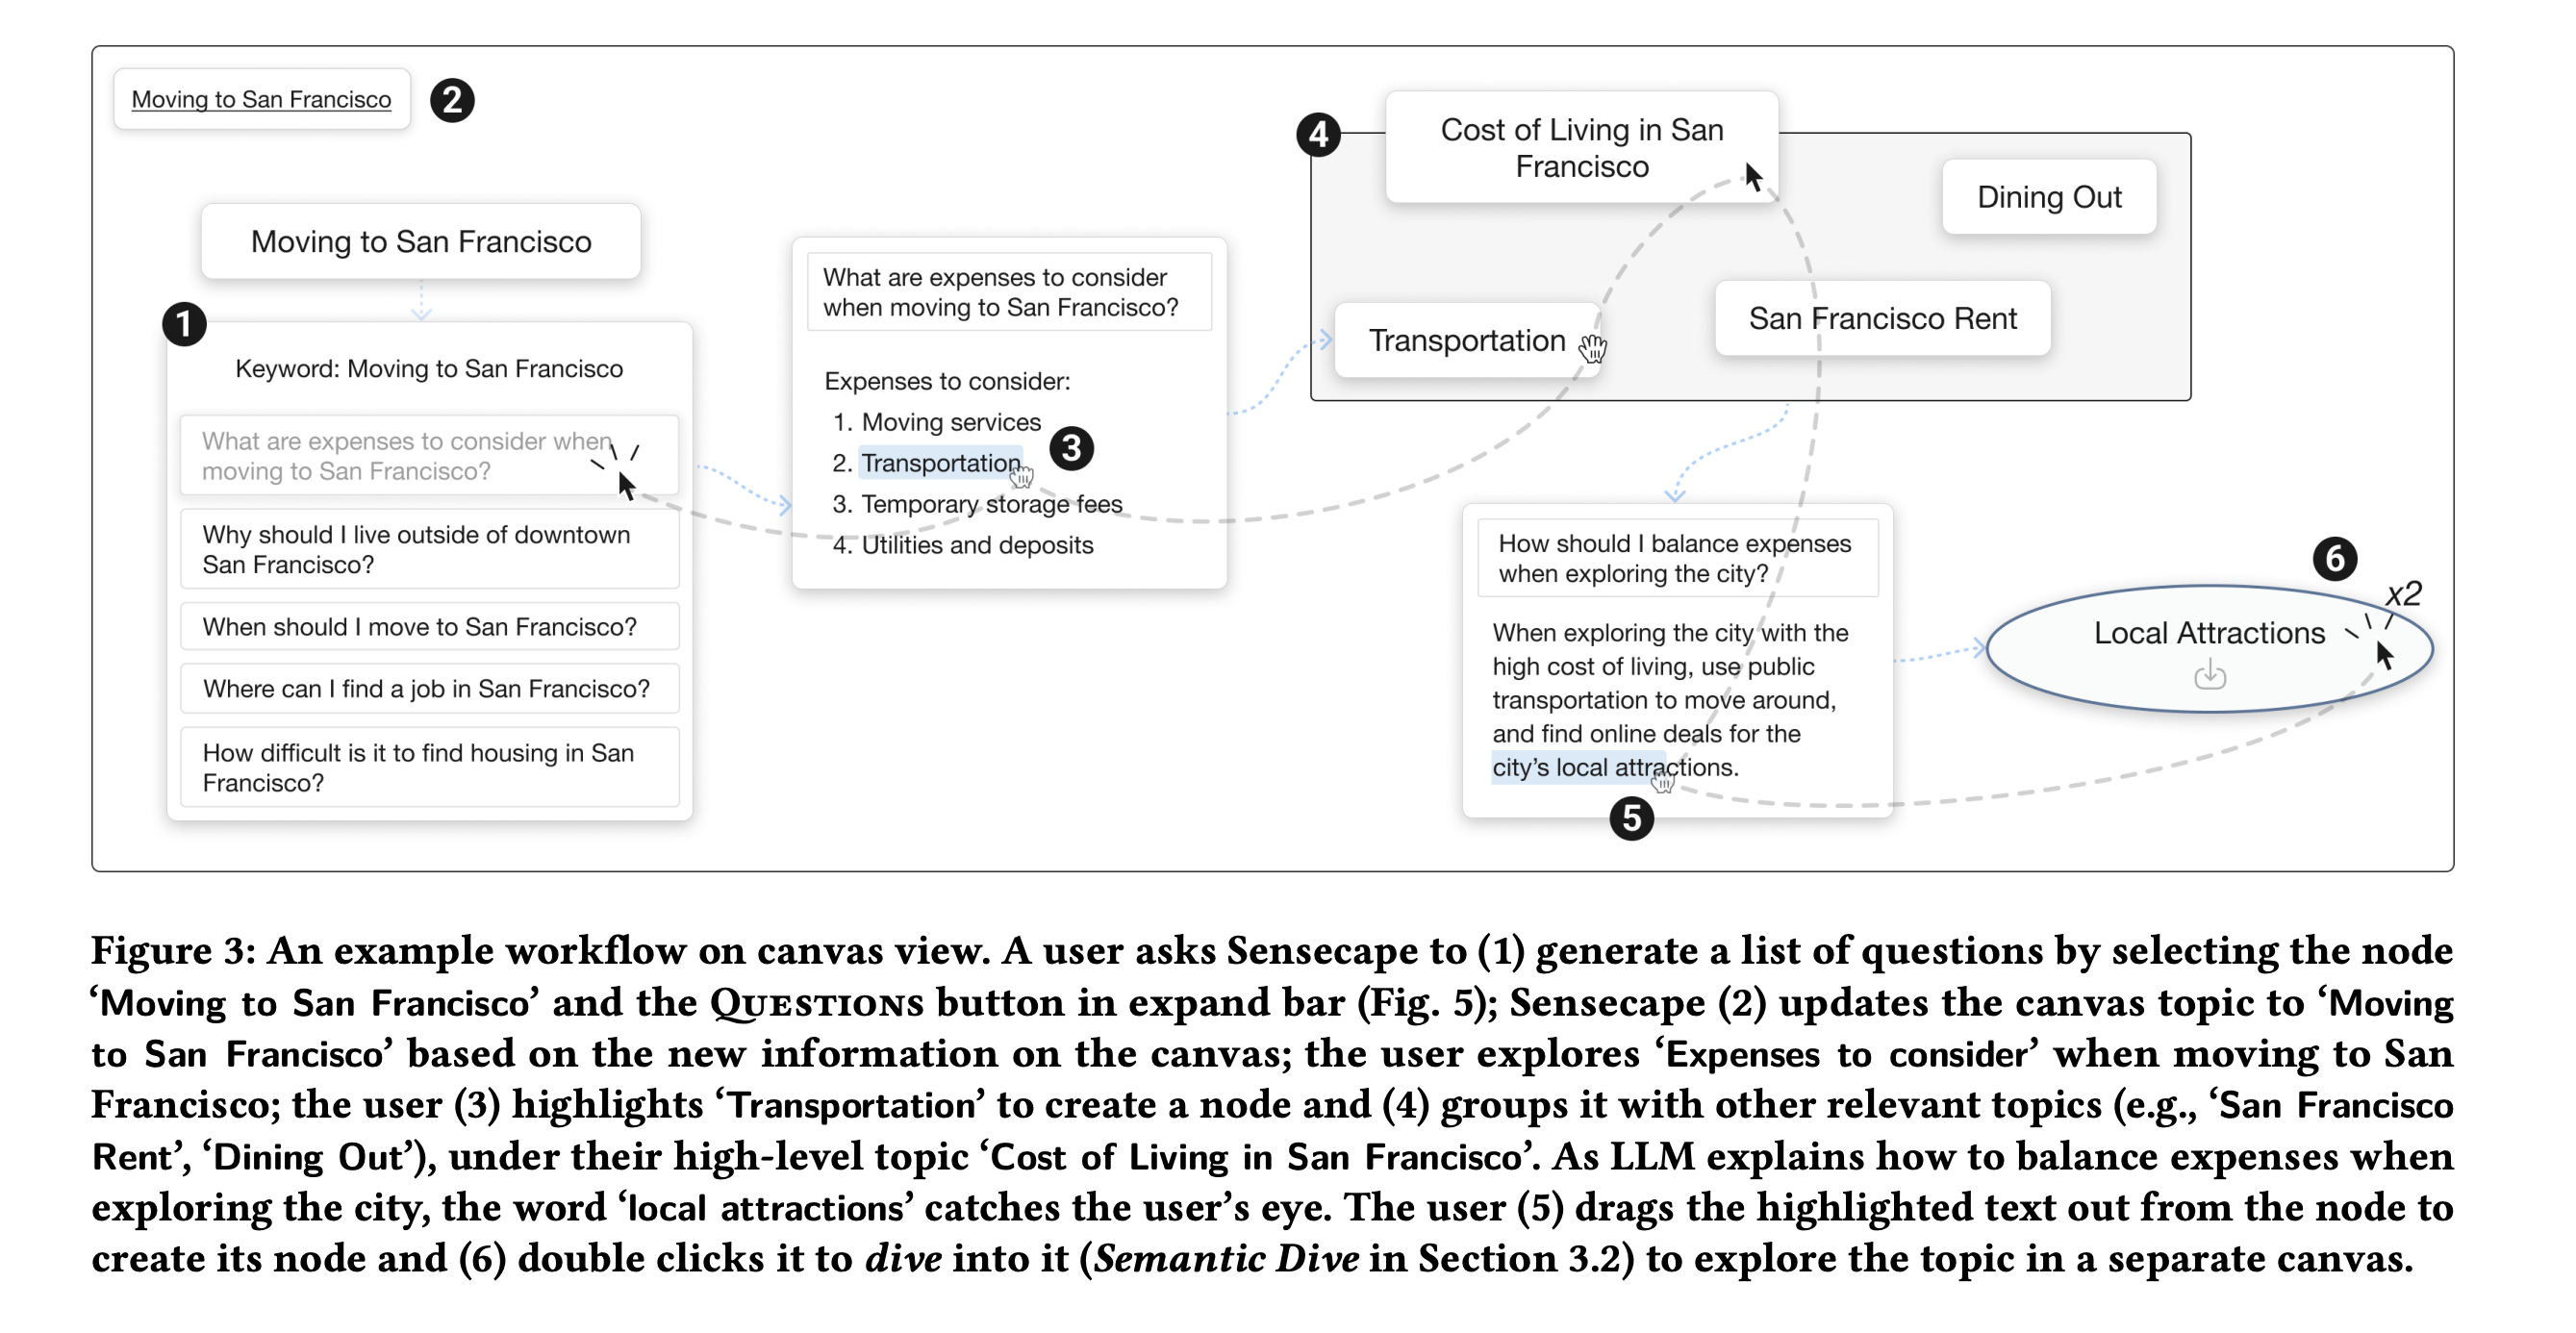 Moving to San Francisco
2
Moving to San Francisco
1
Keyword: Moving to San Francisco
What are expenses to consider when
moving to San Francisco?
Why should I live outside of downtown
San Francisco?
When should I move to San Francisco?
Where can I find a job in San Francisco?
How difficult is it to find housing in San
Francisco?
What are expenses to consider
when moving to San Francisco?
Expenses to consider:
1. Moving services
2. Transportation
3
3. Temporary storage fees
4. Utilities and deposits
4
Cost of Living in San
Francisco
Dining Out
Transportation
San Francisco Rent
How should I balance expenses
when exploring the city?
When exploring the city with the
high cost of living, use public
transportation to move around,
and find online deals for the
city’s local attractions.
5
6
x2
Local Attractions
Figure 3: An example workflow on canvas view. A user asks Sensecape to (1) generate a list of questions by selecting the node
‘Moving to San Francisco’ and the QUESTIONS button in expand bar (Fig. 5); Sensecape (2) updates the canvas topic to ‘Moving
to San Francisco’ based on the new information on the canvas; the user explores ‘Expenses to consider’ when moving to San
Francisco; the user (3) highlights ‘Transportation’ to create a node and (4) groups it with other relevant topics (e.g., ‘San Francisco
Rent’, ‘Dining Out’), under their high-level topic ‘Cost of Living in San Francisco’. As LLM explains how to balance expenses when
exploring the city, the word ‘local attractions’ catches the user’s eye. The user (5) drags the highlighted text out from the node to
create its node and (6) double clicks it to dive into it (Semantic Dive in Section 3.2) to explore the topic in a separate canvas.